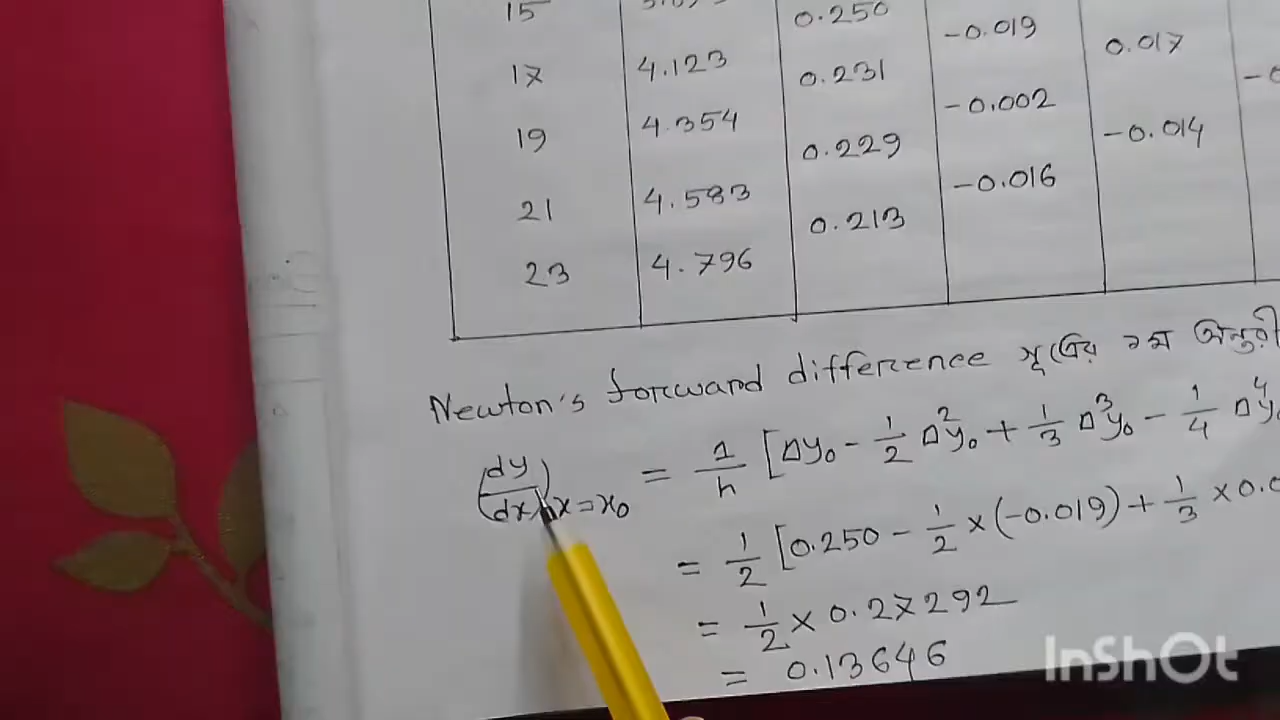 15 0.250
-0.019
17 4.123 0.231 0.017
-0.002
19 4.354 0.229 -0.014
-0.016
21 4.583 0.213
23 4.796
Newton's forward difference সূত্রের ১ম
(dy/dx)x=x₀ = 1/h [Δy₀ - 1/2 Δ²y₀ + 1/3 Δ³y₀ - 1/4 Δ⁴y
= 1/2 [0.250 - 1/2 × (-0.019) + 1/3 × 0.0
= 1/2 × 0.27292
= 0.13646
InShOt